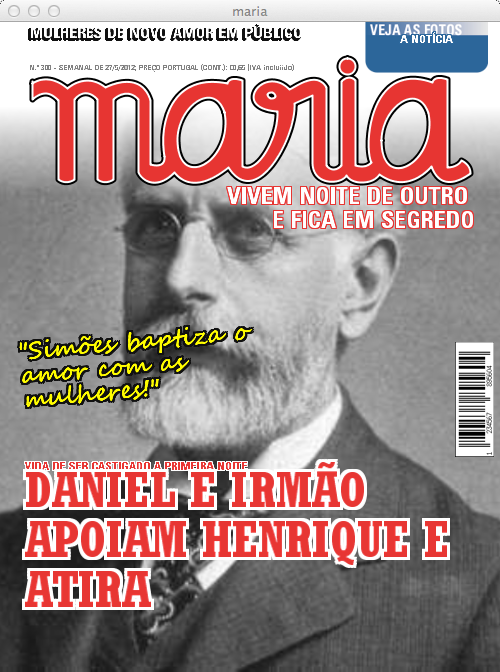 maria
MULHERES DE NOVO AMOR EM PÚBLICO
VEJA AS FOTOS
A NOTÍCIA
N.º 300 - SEMANAL DE 27/5/2012; PREÇO PORTUGAL (CONT.): €0,65 (IVA incluído)
maria
VIVEM NOITE DE OUTRO
E FICA EM SEGREDO
"Simões baptiza o
amor com as
mulheres!"
VIDA DE SER CASTIGADO A PRIMEIRA NOITE
DANIEL E IRMÃO
APOIAM HENRIQUE E
ATIRA